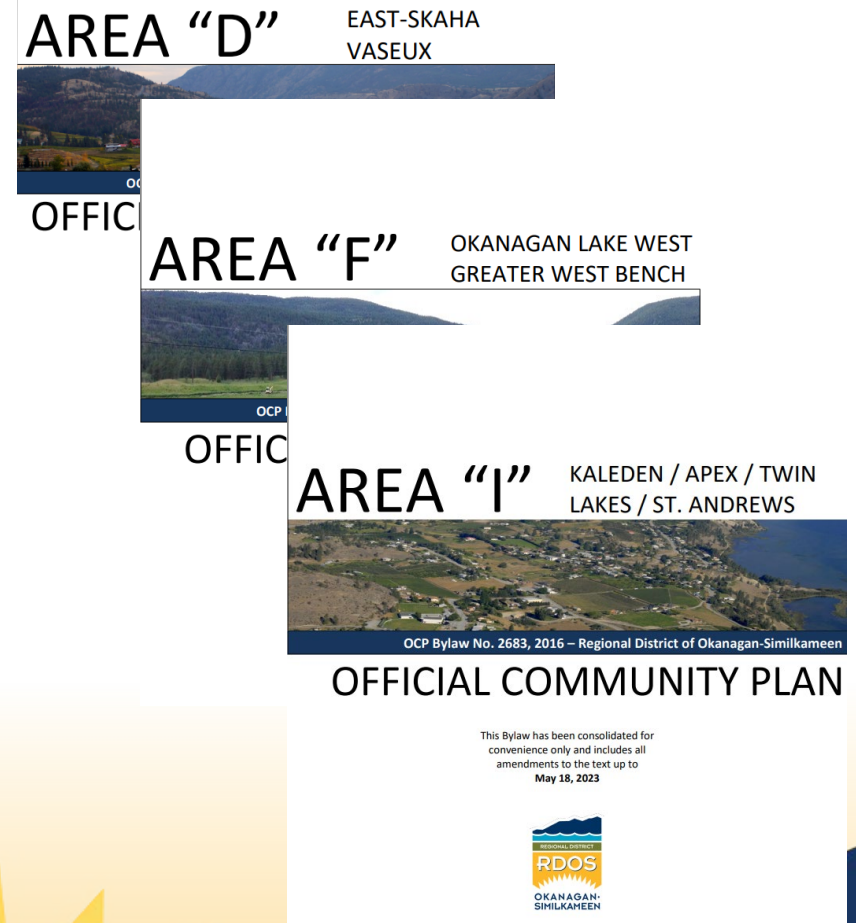 AREA “D”
EAST-SKAHA
VASEUX
OFFICI
AREA “F”
OKANAGAN LAKE WEST
GREATER WEST BENCH
OCP
OFFIC
AREA “I”
KALEDEN / APEX / TWIN
LAKES / ST. ANDREWS
OCP Bylaw No. 2683, 2016 – Regional District of Okanagan-Similkameen
OFFICIAL COMMUNITY PLAN
This Bylaw has been consolidated for
convenience only and includes all
amendments to the text up to
May 18, 2023
REGIONAL DISTRICT
RDOS
OKANAGAN-
SIMILKAMEEN